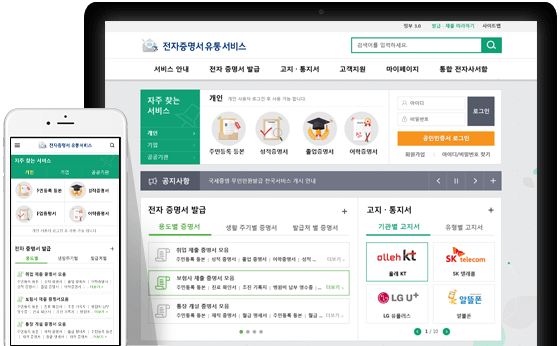 정부 3.0
발급·제출 따라하기
사이트맵
전자증명서 유통 서비스
검색어를 입력하세요.
서비스 안내
전자 증명서 발급
고지·통지서
고객지원
마이페이지
통합 전자사서함
자주 찾는
서비스
개인
기업
공공기관
개인
개인 사용자 로그인 후 사용 가능 합니다
주민등록 등본
성적증명서
졸업증명서
어학증명서
아이디
비밀번호
로그인
공인인증서 로그인
회원가입
아이디/비밀번호 찾기
공지사항
국세증명 무인민원발급 전국서비스 개시 안내
전자 증명서 발급
용도별 증명서
생활 주기별 증명서
발급처 별 증명서
취업 제출 증명서 모음
주민등록 등본 | 성적 증명서 | 졸업 증명서 | 어학증명서 | 성적 ...
더보기
보험사 제출 증명서 모음
주민등록 등본 | 진료 확인서 | 초진 기록지 | 병원비 납부 영수증 | ...
더보기
통장 개설 증명서 모음
주민등록 등본 | 재직 증명서 | 월급 명세서 | 주민등록 등본 | 월급 ...
더보기
고지·통지서
기관별 고지서
유형별 고지서
olleh kt
올레 KT
SK telecom
SK 텔레콤
LG U+
LG 유플러스
알뜰폰
알뜰폰
1 / 10
전자증명서 유통 서비스
자주 찾는 서비스
개인
기업
공공기관
주민등록 등본
성적증명서
졸업증명서
어학증명서
전자 증명서 발급
용도별
생활 주기별
발급처별
취업 제출 증명서 모음
보험사 제출 증명서모음
통장 개설 증명서 모음